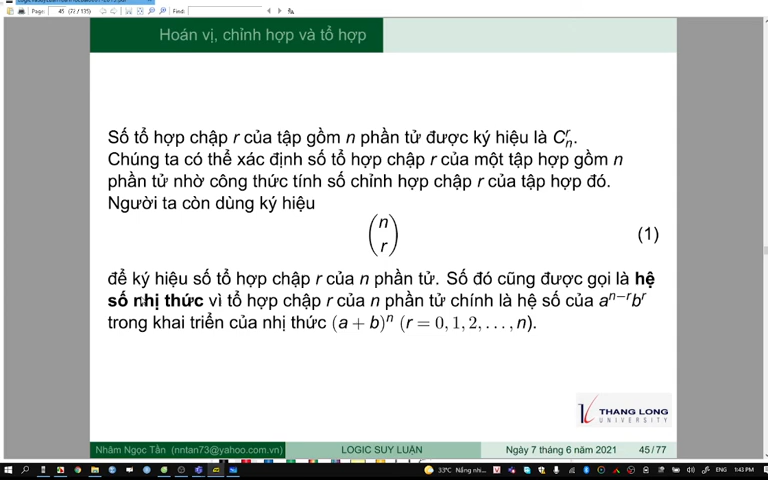 Page: 45 (72 / 135) Find:
Hoán vị, chỉnh hợp và tổ hợp
Số tổ hợp chập r của tập gồm n phần tử được ký hiệu là C_n^r.
Chúng ta có thể xác định số tổ hợp chập r của một tập hợp gồm n
phần tử nhờ công thức tính số chỉnh hợp chập r của tập hợp đó.
Người ta còn dùng ký hiệu
(n r) (1)
để ký hiệu số tổ hợp chập r của n phần tử. Số đó cũng được gọi là hệ
số nhị thức vì tổ hợp chập r của n phần tử chính là hệ số của a^{n−r}b^r
trong khai triển của nhị thức (a + b)^n (r = 0, 1, 2, . . . , n).
THANG LONG
UNIVERSITY
Nhâm Ngọc Tần (nntan73@yahoo.com.vn) LOGIC SUY LUẬN Ngày 7 tháng 6 năm 2021 45/77
33°C Nắng nhi... ENG 1:43 PM